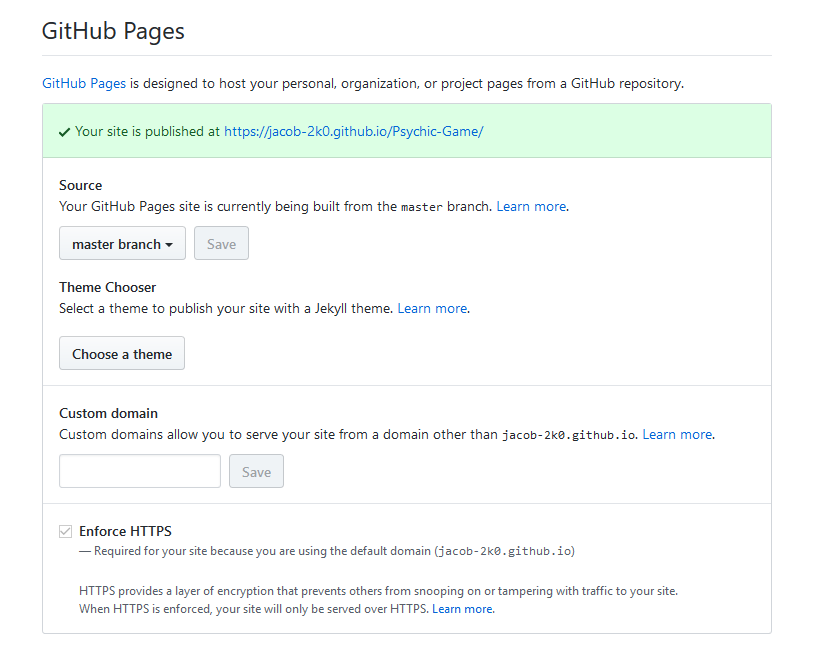 GitHub Pages
GitHub Pages is designed to host your personal, organization, or project pages from a GitHub repository.
Your site is published at https://jacob-2k0.github.io/Psychic-Game/
Source
Your GitHub Pages site is currently being built from the master branch. Learn more.
master branch Save
Theme Chooser
Select a theme to publish your site with a Jekyll theme. Learn more.
Choose a theme
Custom domain
Custom domains allow you to serve your site from a domain other than jacob-2k0.github.io. Learn more.
Save
Enforce HTTPS
— Required for your site because you are using the default domain (jacob-2k0.github.io)
HTTPS provides a layer of encryption that prevents others from snooping on or tampering with traffic to your site.
When HTTPS is enforced, your site will only be served over HTTPS. Learn more.